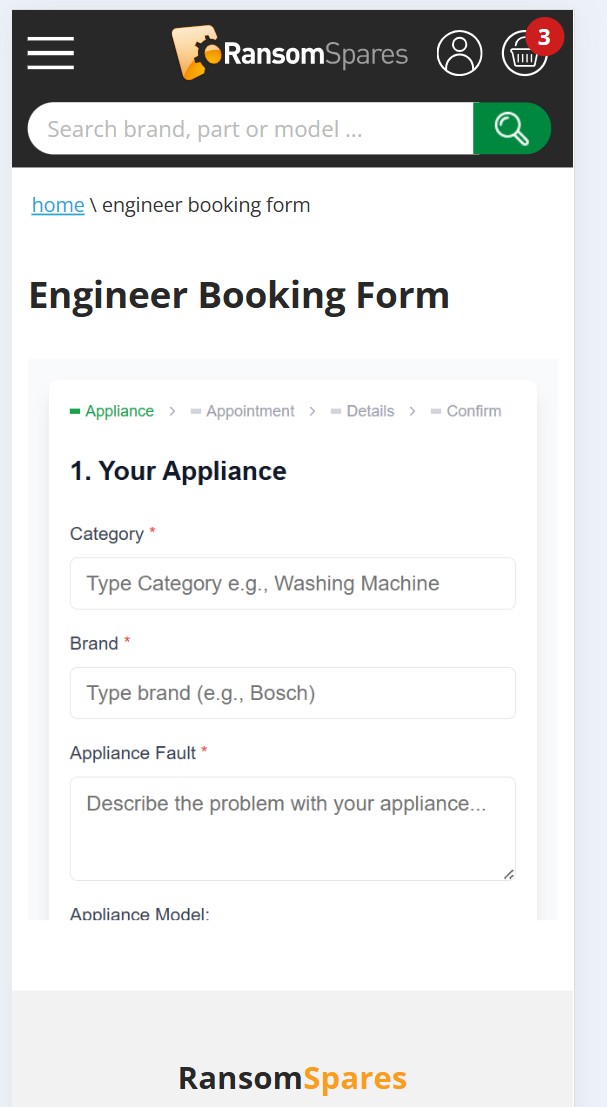 RansomSpares
3
Search brand, part or model ...
home \ engineer booking form
Engineer Booking Form
Appliance > Appointment > Details > Confirm
1. Your Appliance
Category *
Type Category e.g., Washing Machine
Brand *
Type brand (e.g., Bosch)
Appliance Fault *
Describe the problem with your appliance...
Appliance Model:
RansomSpares